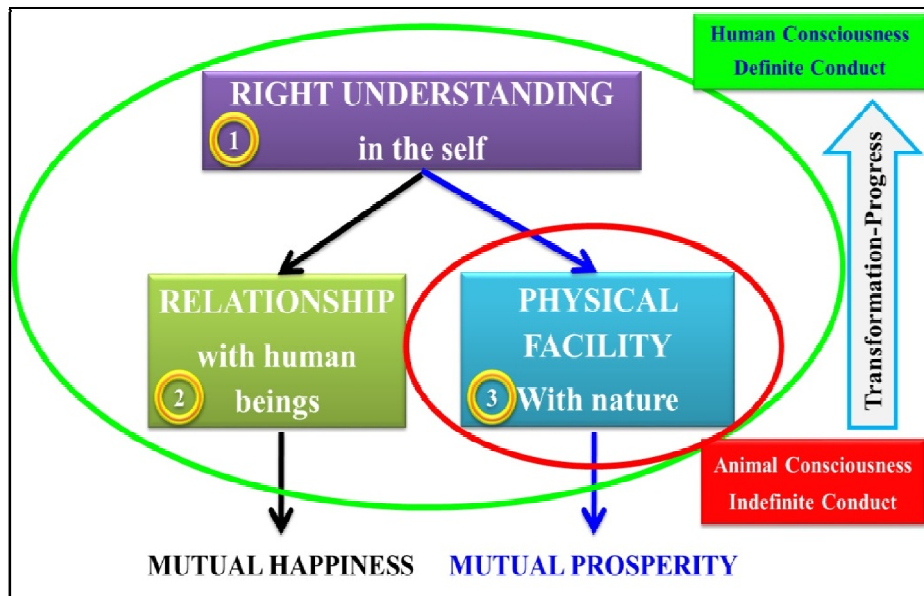 Human Consciousness
Definite Conduct
RIGHT UNDERSTANDING
1
in the self
Transformation-Progress
RELATIONSHIP
with human
2
beings
PHYSICAL
FACILITY
3
With nature
Animal Consciousness
Indefinite Conduct
MUTUAL HAPPINESS
MUTUAL PROSPERITY